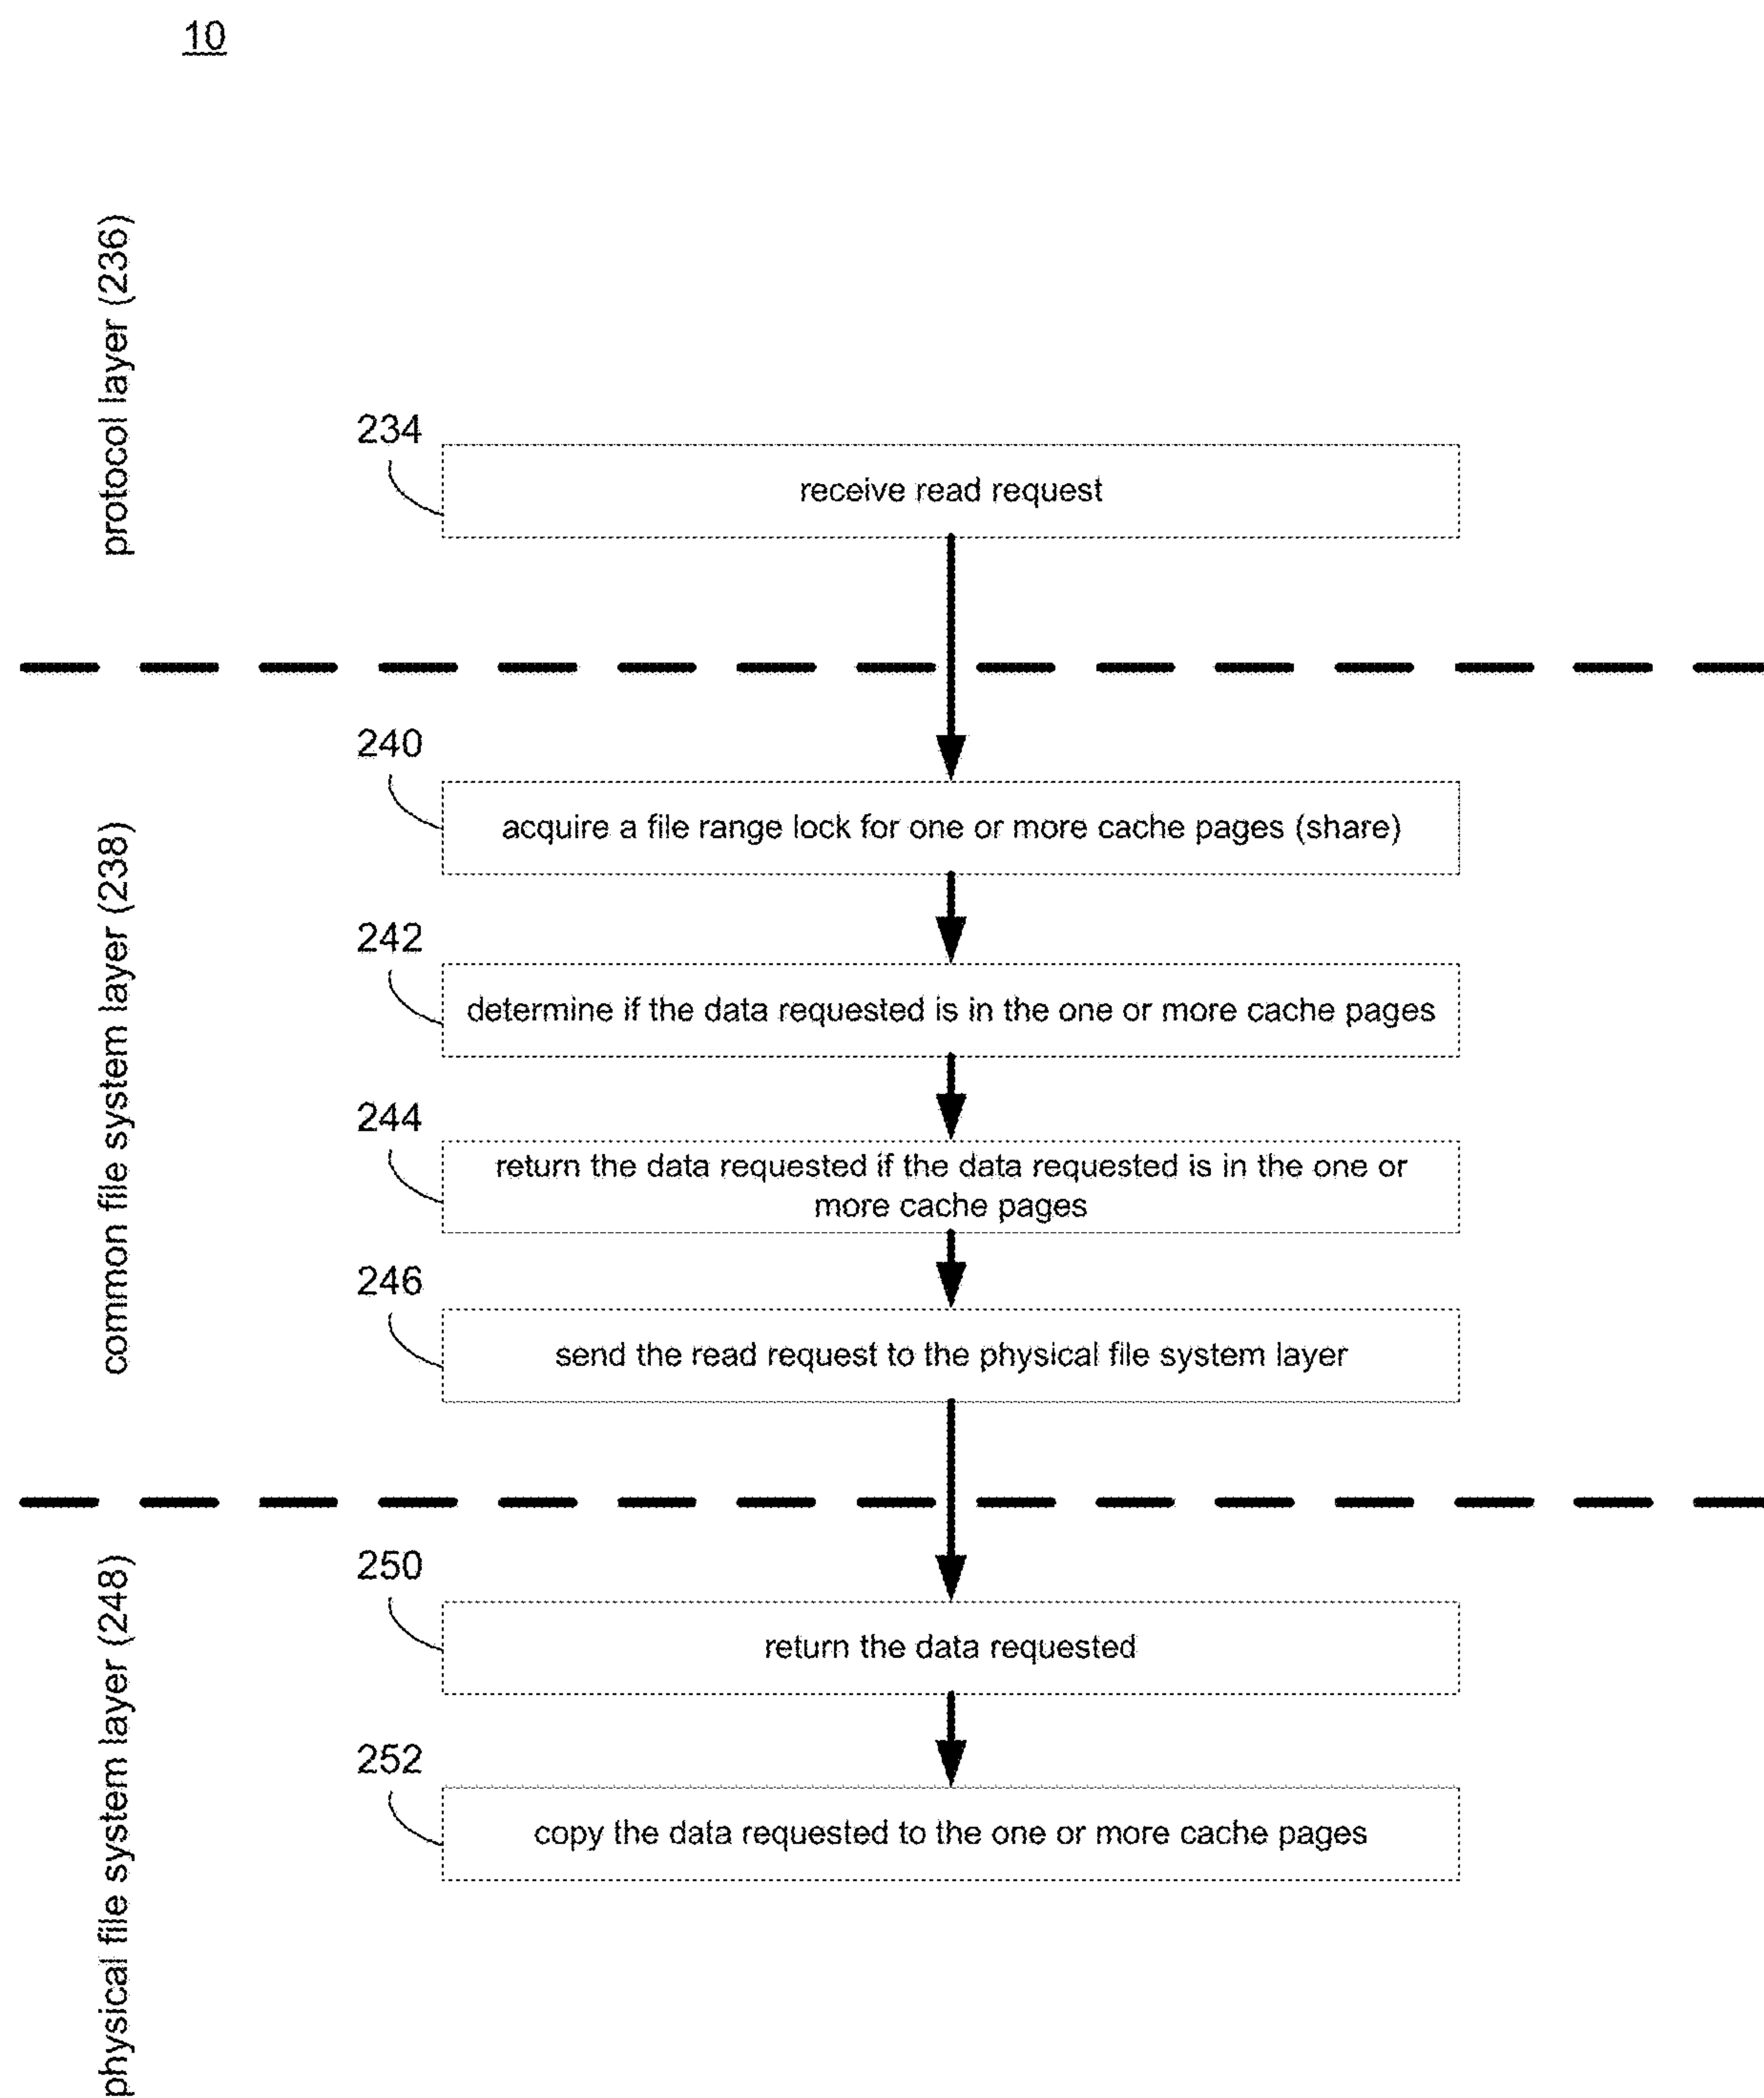 10
protocol layer (236)
234
receive read request
common file system layer (238)
240
acquire a file range lock for one or more cache pages (share)
242
determine if the data requested is in the one or more cache pages
244
return the data requested if the data requested is in the one or
more cache pages
246
send the read request to the physical file system layer
physical file system layer (248)
250
return the data requested
252
copy the data requested to the one or more cache pages